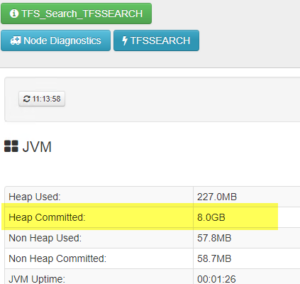 TFS_Search_TFSSEARCH
Node Diagnostics TFSSEARCH
11:13:58
JVM
Heap Used: 227.0MB
Heap Committed: 8.0GB
Non Heap Used: 57.8MB
Non Heap Committed: 58.7MB
JVM Uptime: 00:01:26